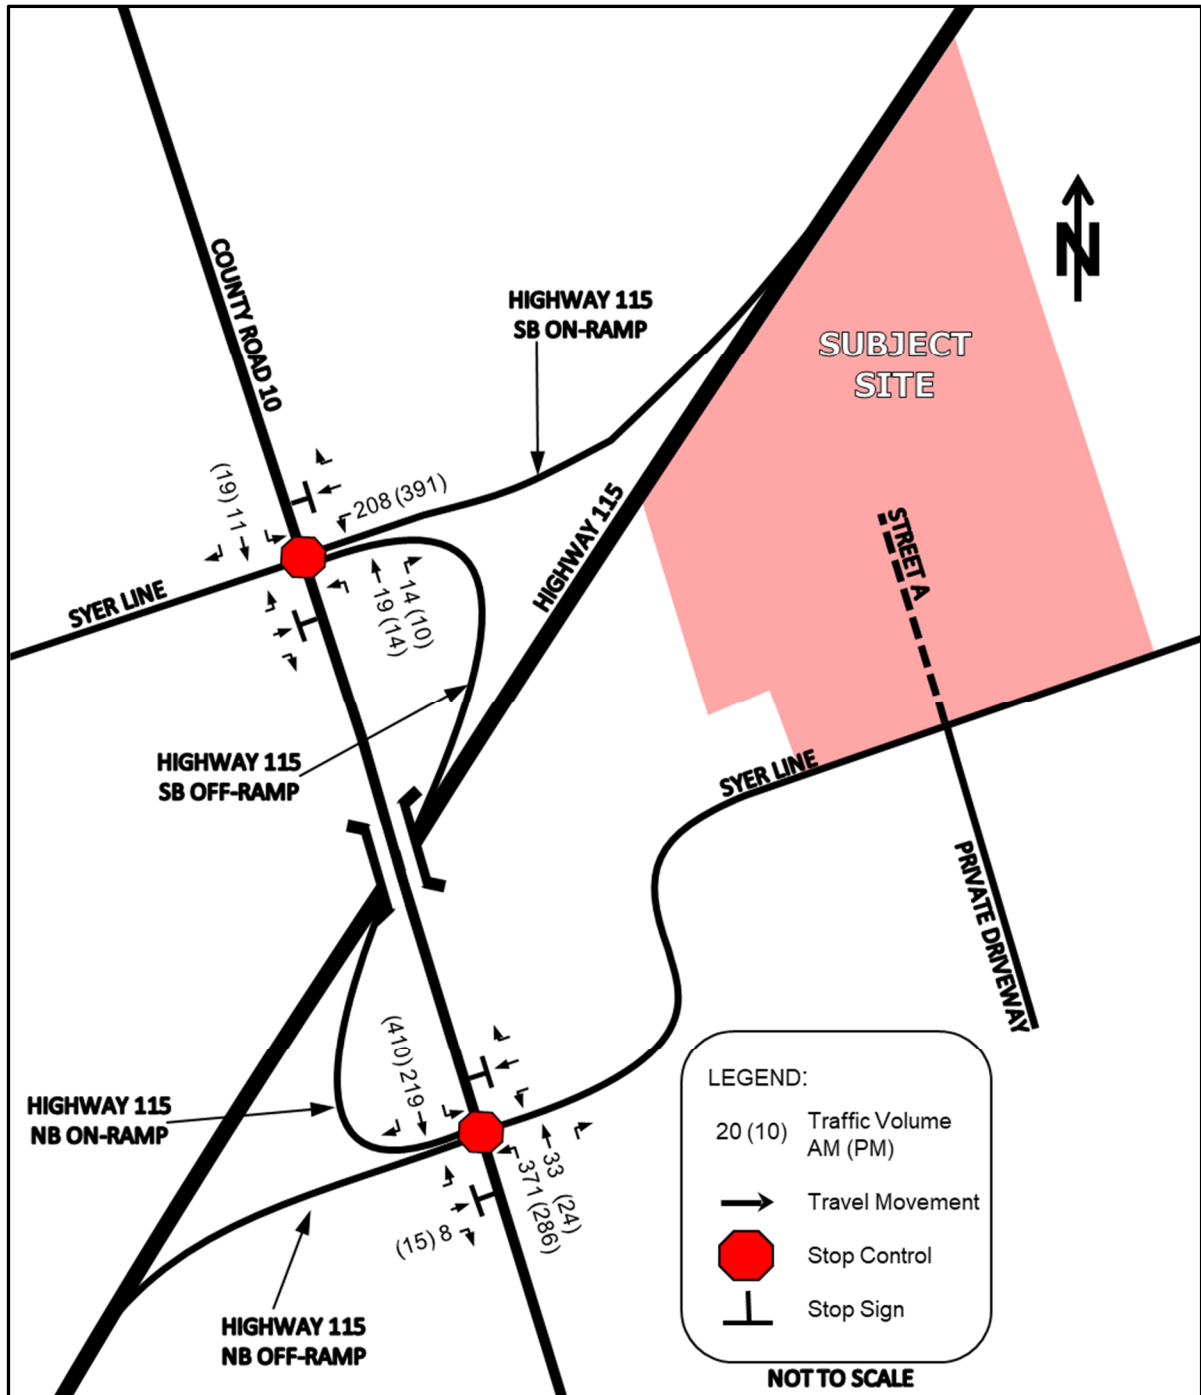 COUNTY ROAD 10
HIGHWAY 115
SB ON-RAMP
N
SUBJECT
SITE
(19) 11
208 (391)
HIGHWAY 115
STREET A
SYER LINE
14 (10)
19 (14)
HIGHWAY 115
SB OFF-RAMP
SYER LINE
PRIVATE DRIVEWAY
(410) 219
HIGHWAY 115
NB ON-RAMP
33 (24)
371 (286)
(15) 8
HIGHWAY 115
NB OFF-RAMP
LEGEND:
20 (10) Traffic Volume
AM (PM)
Travel Movement
Stop Control
Stop Sign
NOT TO SCALE